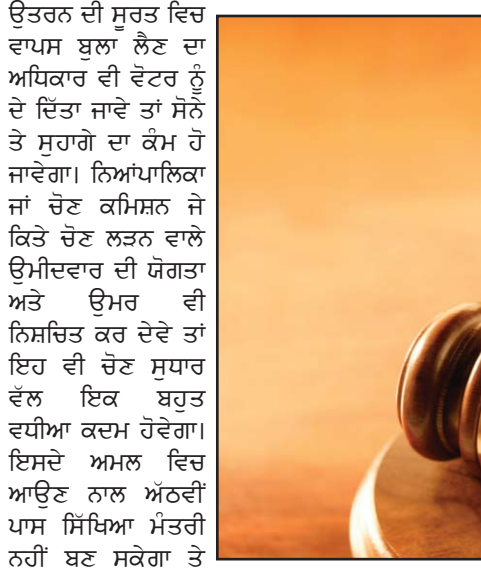 ਉਤਰਨ ਦੀ ਸੂਰਤ ਵਿਚ
ਵਾਪਸ ਬੁਲਾ ਲੈਣ ਦਾ
ਅਧਿਕਾਰ ਵੀ ਵੋਟਰ ਨੂੰ
ਦੇ ਦਿੱਤਾ ਜਾਵੇ ਤਾਂ ਸੋਨੇ
ਤੇ ਸੁਹਾਗੇ ਦਾ ਕੰਮ ਹੋ
ਜਾਵੇਗਾ। ਨਿਆਂਪਾਲਿਕਾ
ਜਾਂ ਚੋਣ ਕਮਿਸ਼ਨ ਜੇ
ਕਿਤੇ ਚੋਣ ਲੜਨ ਵਾਲੇ
ਉਮੀਦਵਾਰ ਦੀ ਯੋਗਤਾ
ਅਤੇ ਉਮਰ ਵੀ
ਨਿਸ਼ਚਿਤ ਕਰ ਦੇਵੇ ਤਾਂ
ਇਹ ਵੀ ਚੋਣ ਸੁਧਾਰ
ਵੱਲ ਇਕ ਬਹੁਤ
ਵਧੀਆ ਕਦਮ ਹੋਵੇਗਾ।
ਇਸਦੇ ਅਮਲ ਵਿਚ
ਆਉਣ ਨਾਲ ਅੱਠਵੀਂ
ਪਾਸ ਸਿੱਖਿਆ ਮੰਤਰੀ
ਨਹੀਂ ਬਣ ਸਕੇਗਾ ਤੇ